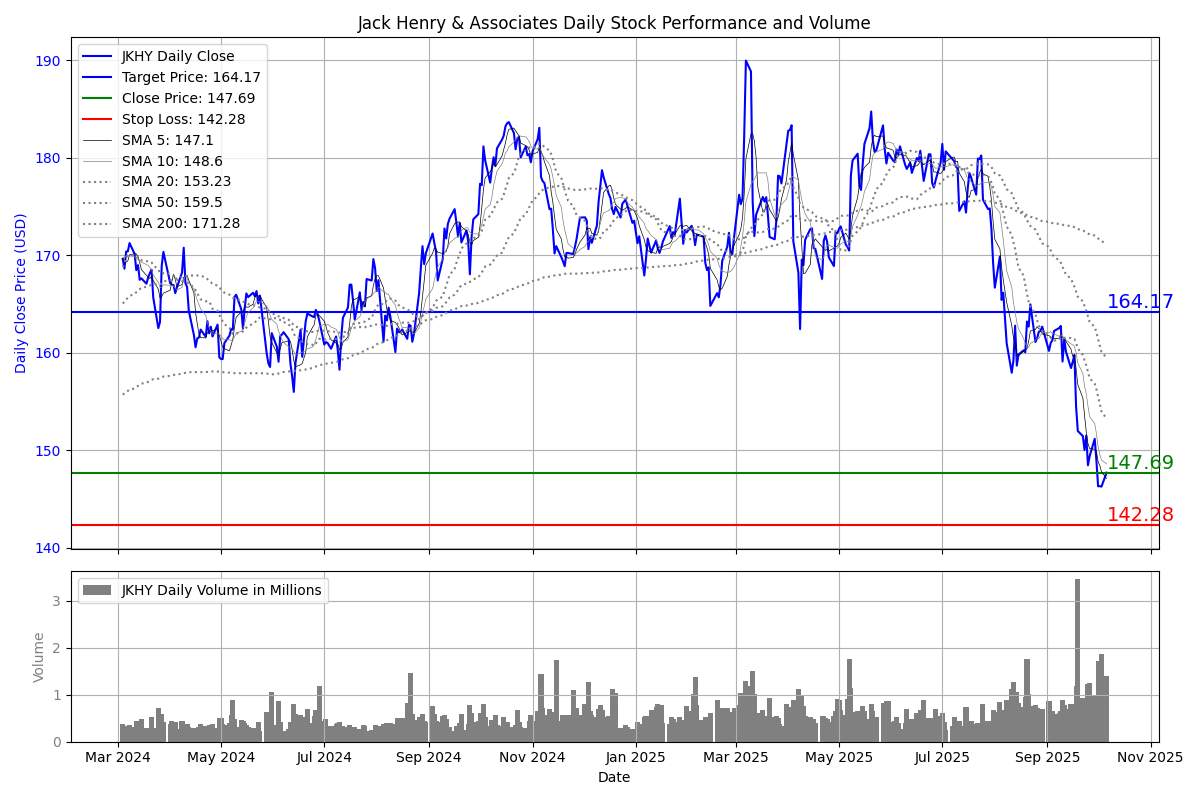 Jack Henry & Associates Daily Stock Performance and Volume
Daily Close Price (USD)
190
180
170
160
150
140
JKHY Daily Close
Target Price: 164.17
Close Price: 147.69
Stop Loss: 142.28
SMA 5: 147.1
SMA 10: 148.6
SMA 20: 153.23
SMA 50: 159.5
SMA 200: 171.28
164.17
147.69
142.28
Volume
3
2
1
0
JKHY Daily Volume in Millions
Mar 2024 May 2024 Jul 2024 Sep 2024 Nov 2024 Jan 2025 Mar 2025 May 2025 Jul 2025 Sep 2025 Nov 2025
Date